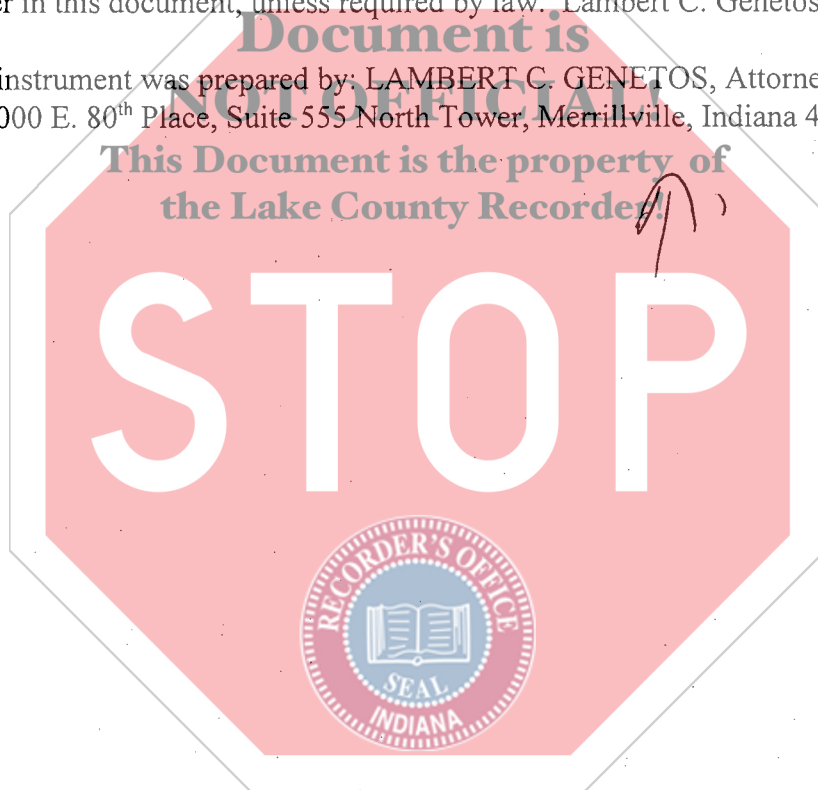 er in this document, unless required by law. Lambert C. Genetos
Document is
instrument was prepared by: LAMBERT C. GENETOS, Attorne
NOT OFFICIAL!
000 E. 80th Place, Suite 555 North Tower, Merrillville, Indiana 4
This Document is the property of
the Lake County Recorder!
STOP
RECORDER'S OFFICE
SEAL
INDIANA